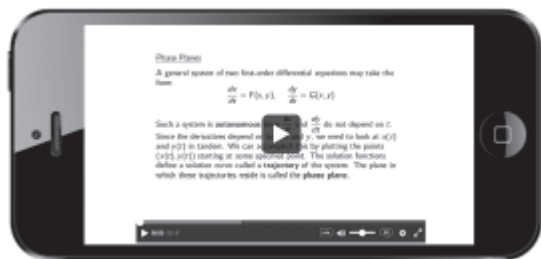 Phase Planes
A general system of two first-order differential equations may take the
form
dx/dt = F(x, y), dy/dt = G(x, y)
Such a system is autonomous and dy/dt do not depend on t.
Since the derivatives depend y, we need to look at x(t)
and y(t) in tandem. We can by plotting the points
(x(t), y(t)) starting at some specified point. The solution functions
define a solution curve called a trajectory of the system. The plane in
which these trajectories reside is called the phase plane.